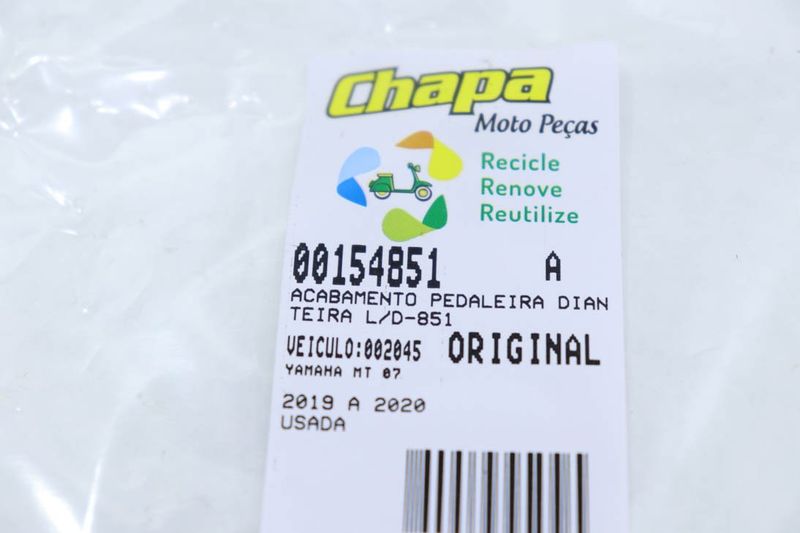 Chapa
Moto Peças
Recicle
Renove
Reutilize
00154851 A
ACABAMENTO PEDALEIRA DIAN
TEIRA L/D-851
VEICULO:002045 ORIGINAL
YAMAHA MT 07
2019 A 2020
USADA